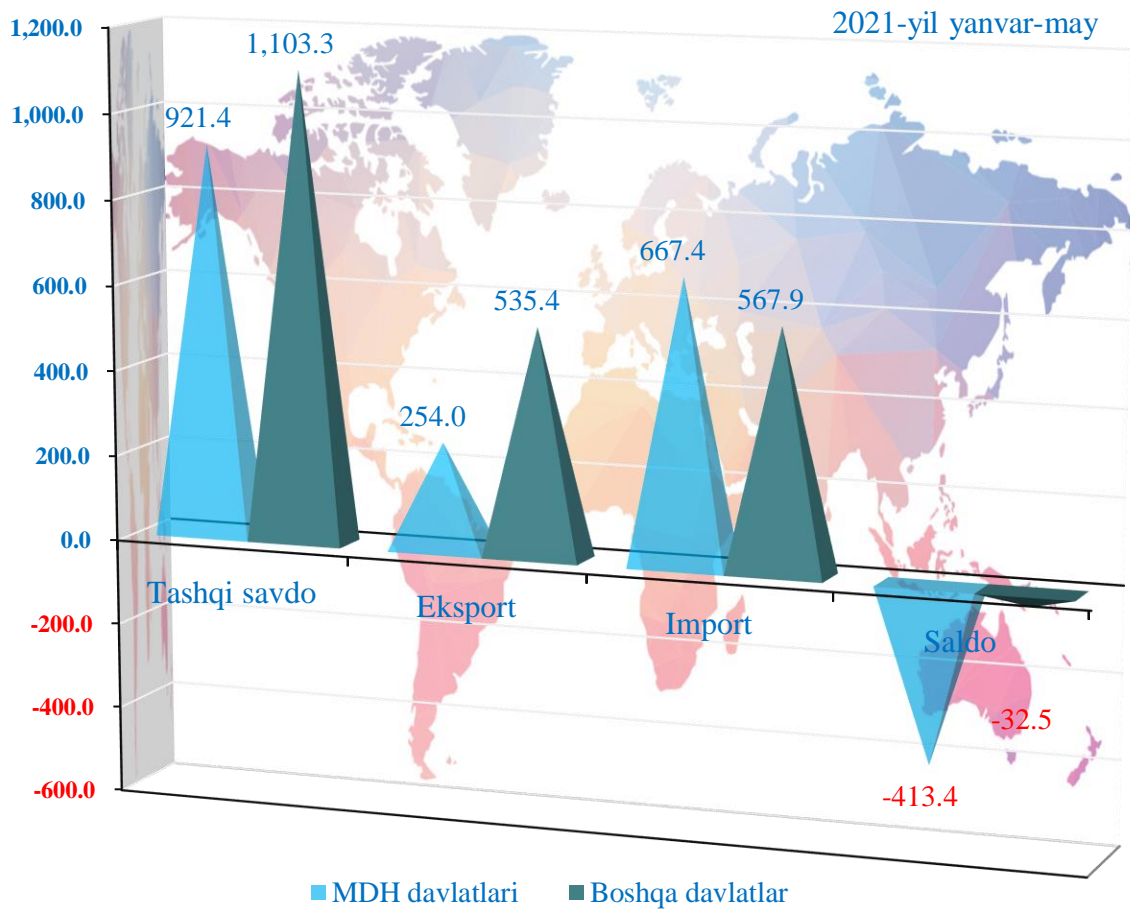 2021-yil yanvar-may
1,200.0
1,000.0
800.0
600.0
400.0
200.0
0.0
-200.0
-400.0
-600.0
921.4
1,103.3
254.0
535.4
667.4
567.9
-413.4
-32.5
Tashqi savdo
Eksport
Import
Saldo
MDH davlatlari
Boshqa davlatlar